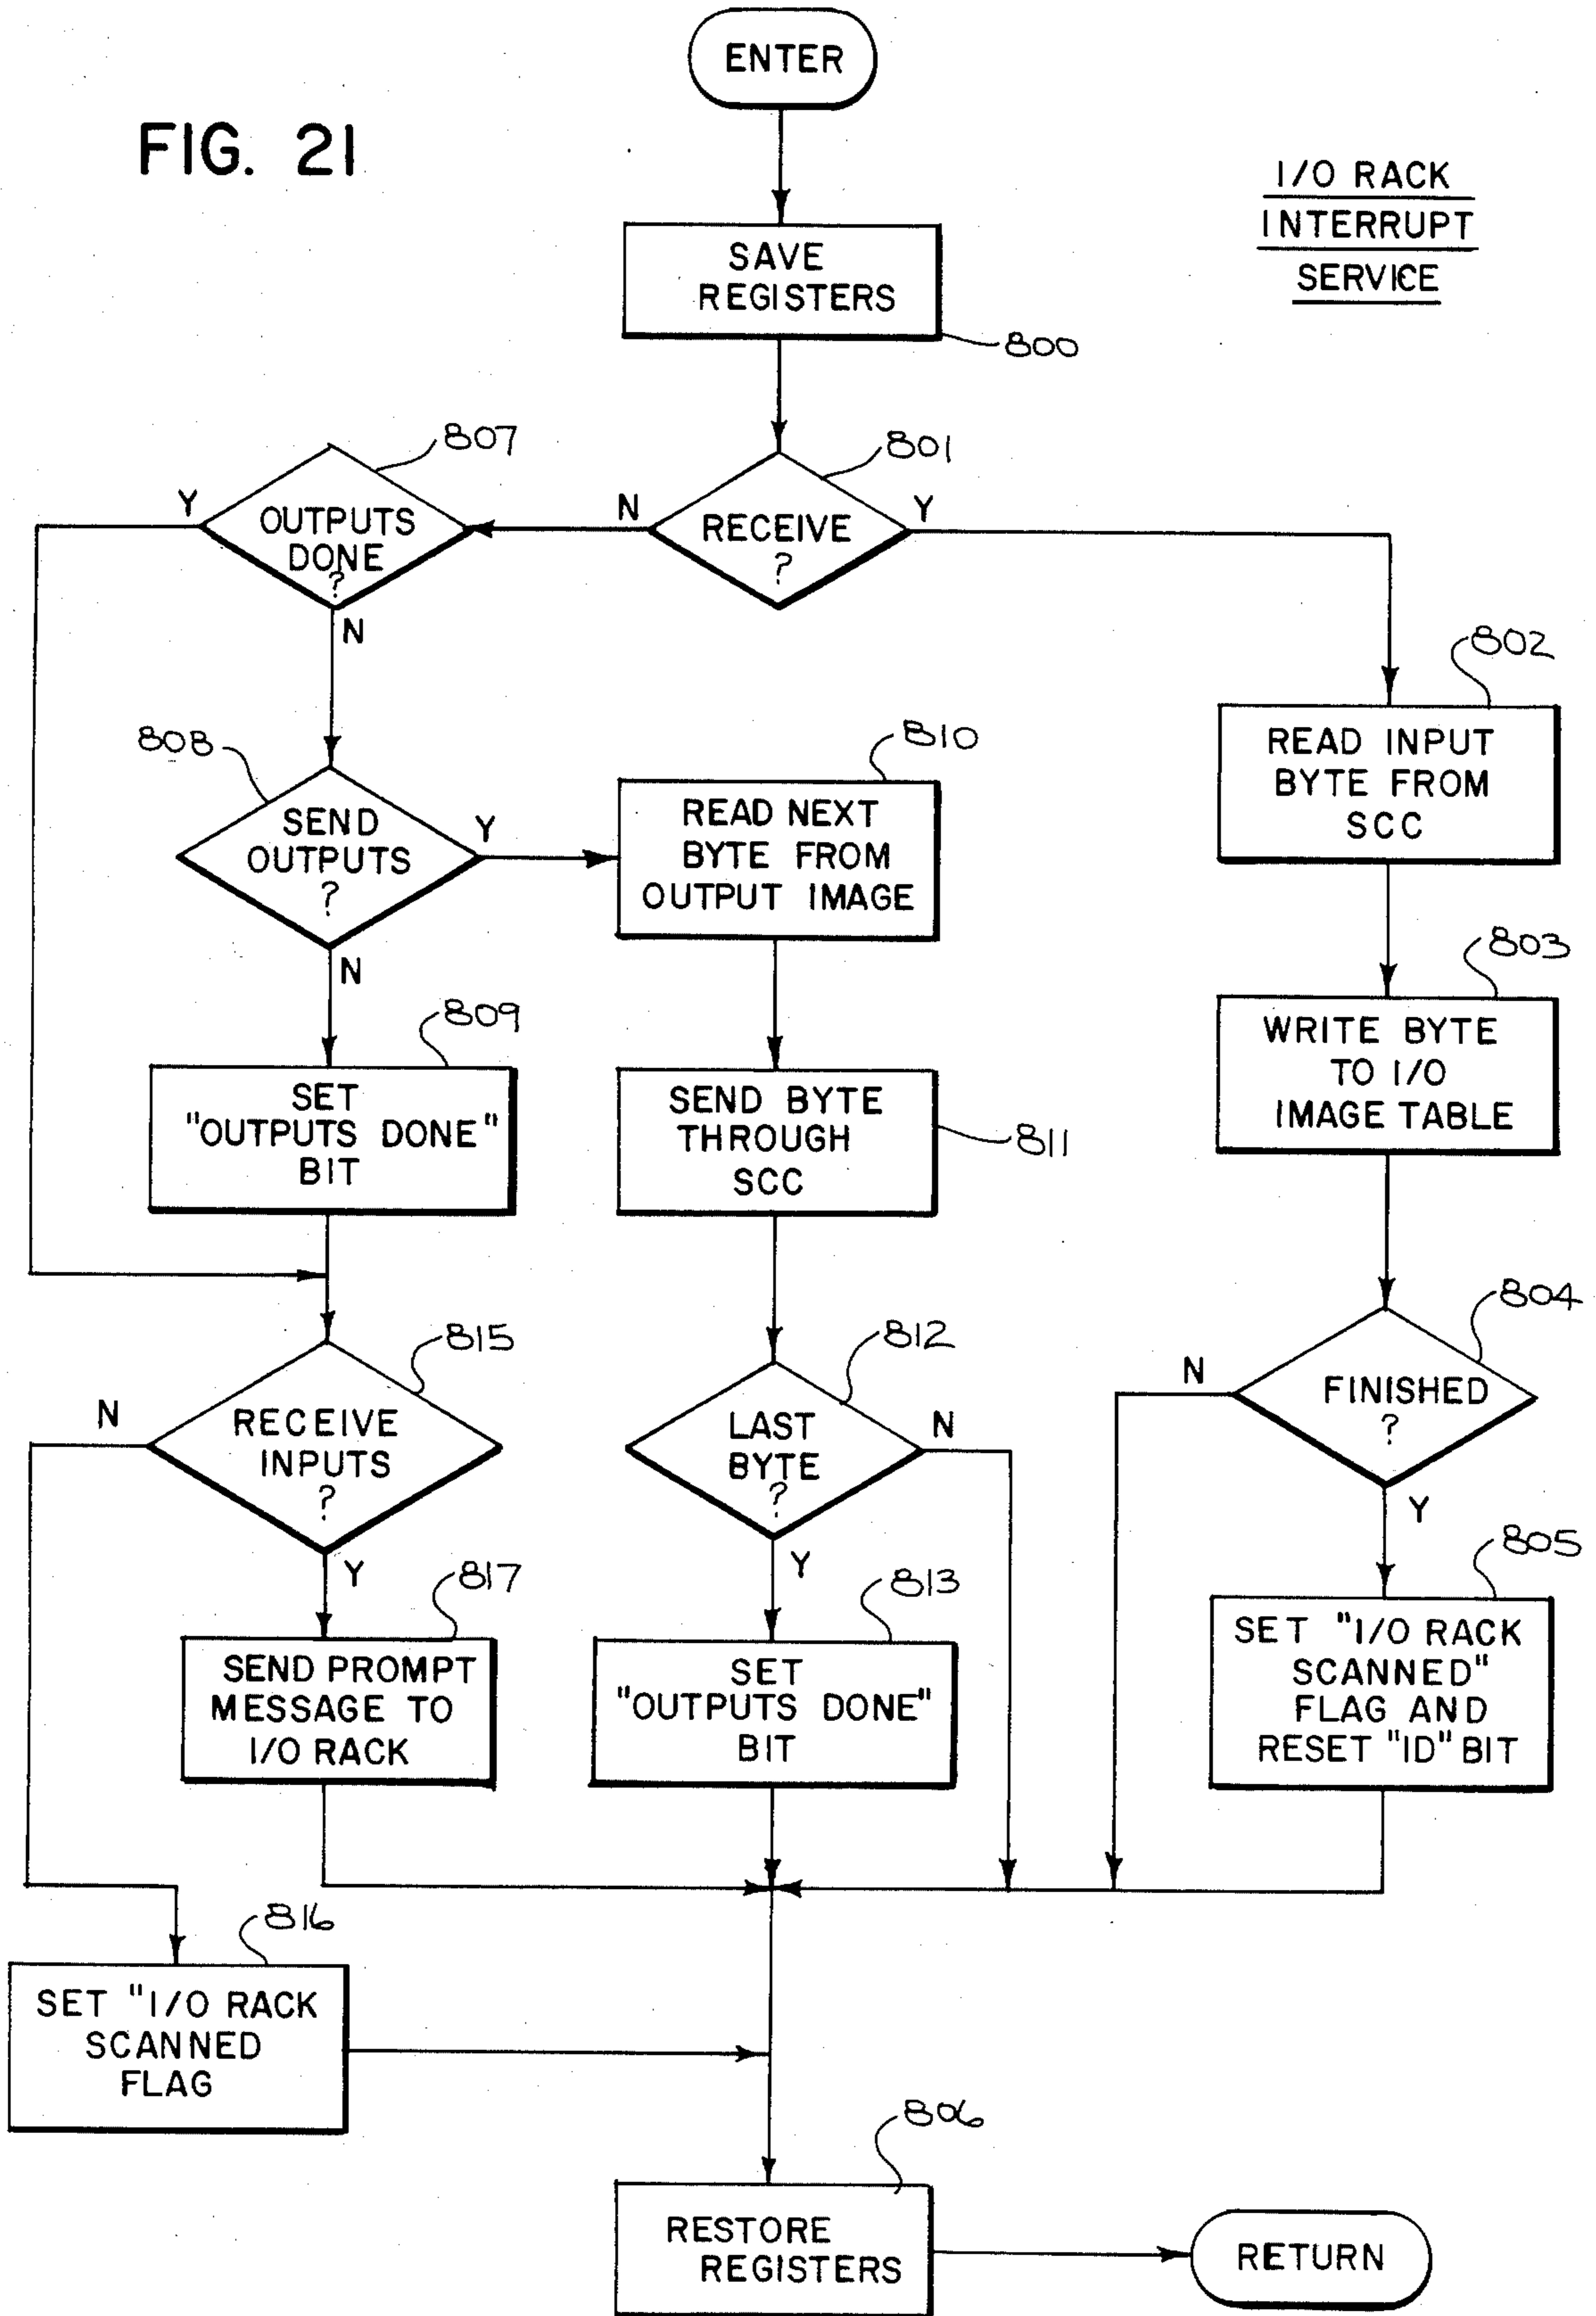 ENTER
FIG. 21
I/O RACK
INTERRUPT
SERVICE
SAVE
REGISTERS
800
807
801
Y
OUTPUTS
DONE
?
N
N
RECEIVE
?
Y
802
READ INPUT
BYTE FROM
SCC
808
SEND
OUTPUTS
?
Y
N
810
READ NEXT
BYTE FROM
OUTPUT IMAGE
803
WRITE BYTE
TO I/O
IMAGE TABLE
809
SET
"OUTPUTS DONE"
BIT
SEND BYTE
THROUGH
SCC
811
804
N
FINISHED
?
Y
815
N
RECEIVE
INPUTS
?
Y
812
LAST
BYTE
?
N
Y
805
SET "I/O RACK
SCANNED"
FLAG AND
RESET "ID" BIT
817
SEND PROMPT
MESSAGE TO
I/O RACK
813
SET
"OUTPUTS DONE"
BIT
816
SET "I/O RACK
SCANNED
FLAG
806
RESTORE
REGISTERS
RETURN